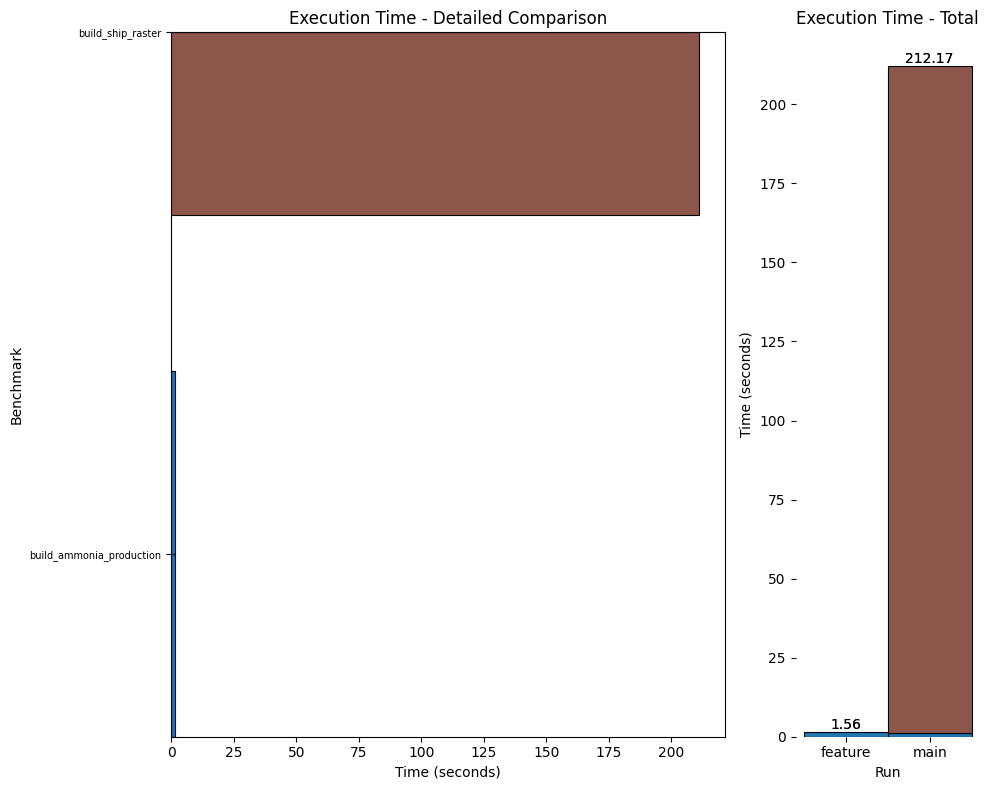 Execution Time - Detailed Comparison
build_ship_raster
build_ammonia_production
Benchmark
0 25 50 75 100 125 150 175 200
Time (seconds)
Execution Time - Total
212.17
200
175
150
125
100
75
50
25
0
Time (seconds)
1.56
feature main
Run